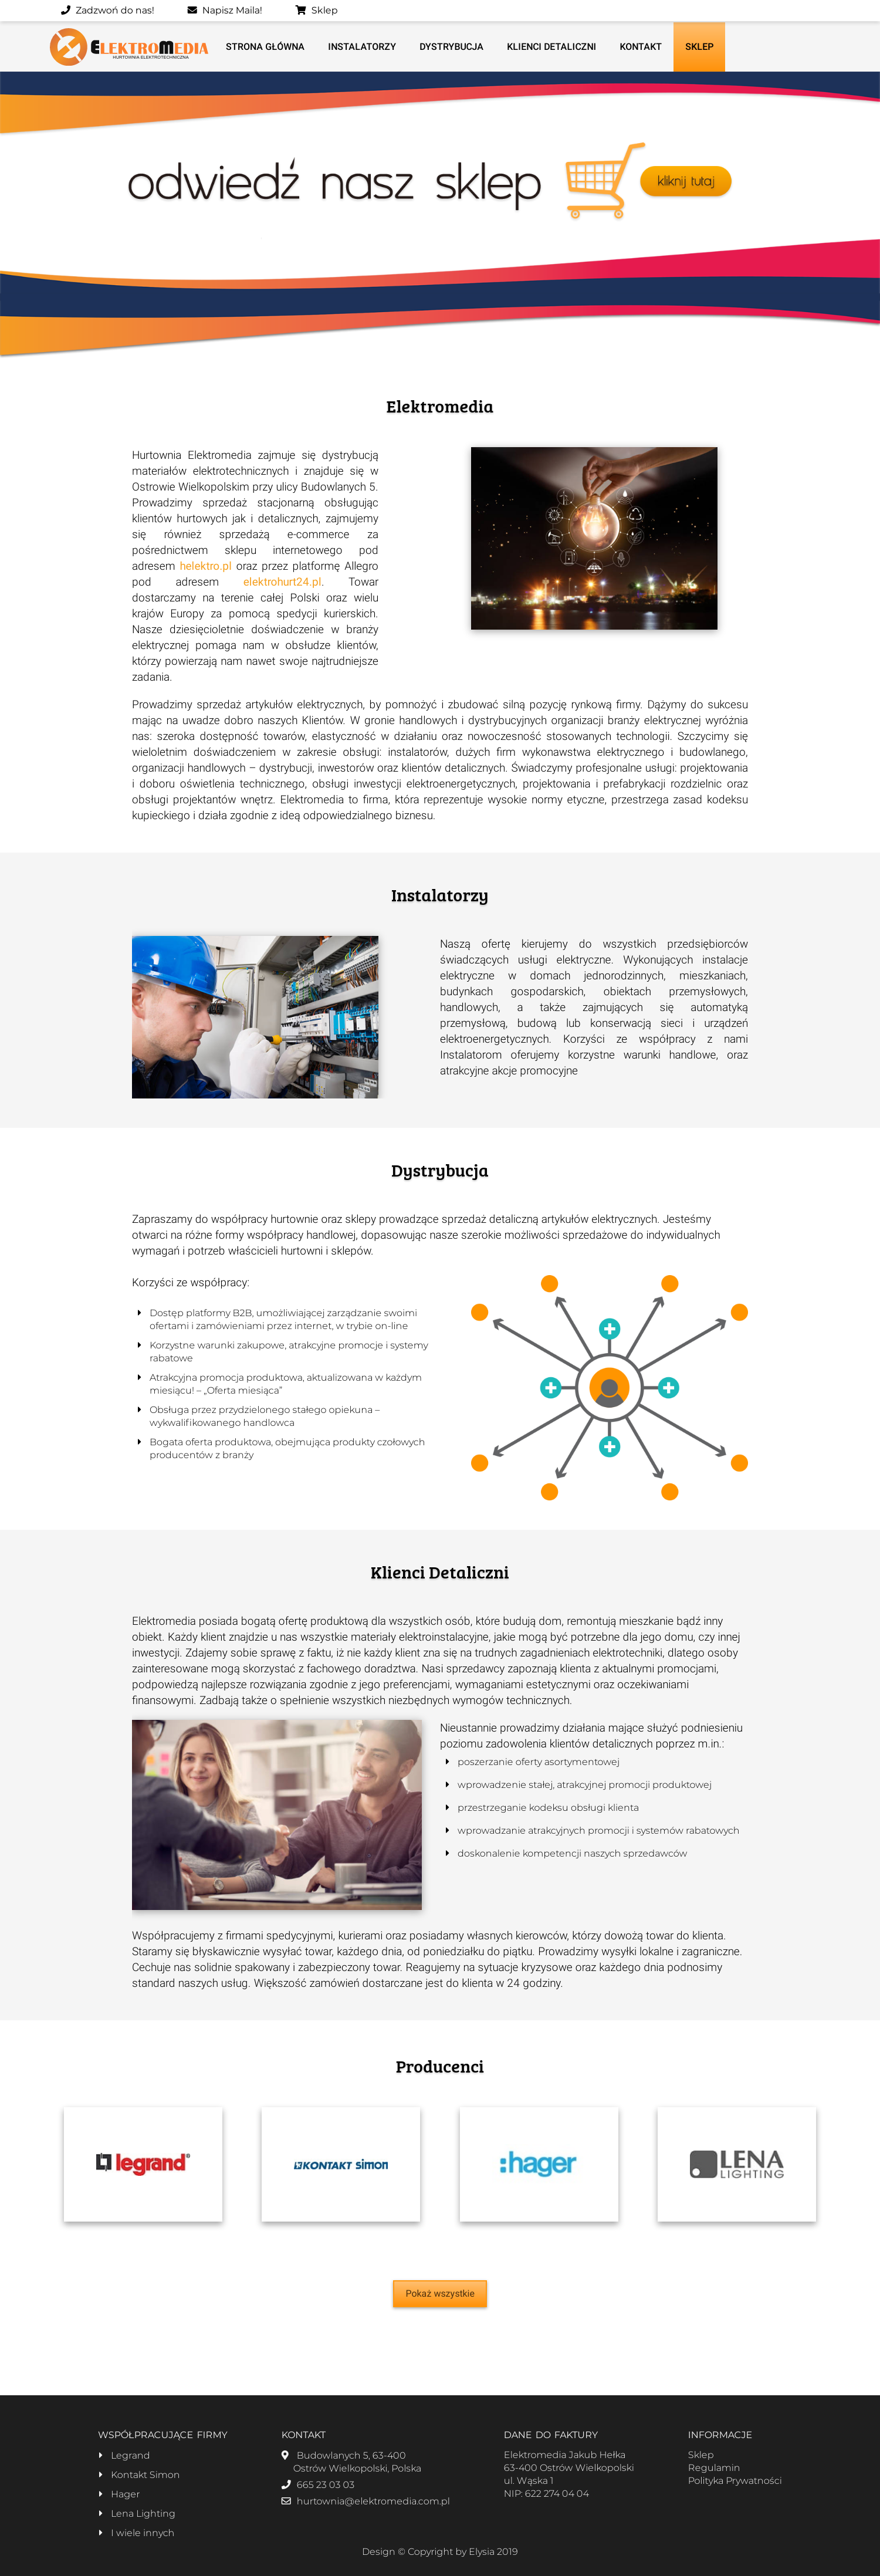 Zadzwoń do nas! Napisz Maila! Sklep
ELEKTROMEDIA
HURTOWNIA ELEKTROTECHNICZNA
STRONA GŁÓWNA INSTALATORZY DYSTRYBUCJA KLIENCI DETALICZNI KONTAKT SKLEP
odwiedź nasz sklep kliknij tutaj
Elektromedia
Hurtownia Elektromedia zajmuje się dystrybucją
materiałów elektrotechnicznych i znajduje się w
Ostrowie Wielkopolskim przy ulicy Budowlanych 5.
Prowadzimy sprzedaż stacjonarną obsługując
klientów hurtowych jak i detalicznych, zajmujemy
się również sprzedażą e-commerce za
pośrednictwem sklepu internetowego pod
adresem helektro.pl oraz przez platformę Allegro
pod adresem elektrohurt24.pl. Towar
dostarczamy na terenie całej Polski oraz wielu
krajów Europy za pomocą spedycji kurierskich.
Nasze dziesięcioletnie doświadczenie w branży
elektrycznej pomaga nam w obsłudze klientów,
którzy powierzają nam nawet swoje najtrudniejsze
zadania.
Prowadzimy sprzedaż artykułów elektrycznych, by pomnożyć i zbudować silną pozycję rynkową firmy. Dążymy do sukcesu
mając na uwadze dobro naszych Klientów. W gronie handlowych i dystrybucyjnych organizacji branży elektrycznej wyróżnia
nas: szeroka dostępność towarów, elastyczność w działaniu oraz nowoczesność stosowanych technologii. Szczycimy się
wieloletnim doświadczeniem w zakresie obsługi: instalatorów, dużych firm wykonawstwa elektrycznego i budowlanego,
organizacji handlowych – dystrybucji, inwestorów oraz klientów detalicznych. Świadczymy profesjonalne usługi: projektowania
i doboru oświetlenia technicznego, obsługi inwestycji elektroenergetycznych, projektowania i prefabrykacji rozdzielnic oraz
obsługi projektantów wnętrz. Elektromedia to firma, która reprezentuje wysokie normy etyczne, przestrzega zasad kodeksu
kupieckiego i działa zgodnie z ideą odpowiedzialnego biznesu.
Instalatorzy
Naszą ofertę kierujemy do wszystkich przedsiębiorców
świadczących usługi elektryczne. Wykonujących instalacje
elektryczne w domach jednorodzinnych, mieszkaniach,
budynkach gospodarskich, obiektach przemysłowych,
handlowych, a także zajmujących się automatyką
przemysłową, budową lub konserwacją sieci i urządzeń
elektroenergetycznych. Korzyści ze współpracy z nami
Instalatorom oferujemy korzystne warunki handlowe, oraz
atrakcyjne akcje promocyjne
Dystrybucja
Zapraszamy do współpracy hurtownie oraz sklepy prowadzące sprzedaż detaliczną artykułów elektrycznych. Jesteśmy
otwarci na różne formy współpracy handlowej, dopasowując nasze szerokie możliwości sprzedażowe do indywidualnych
wymagań i potrzeb właścicieli hurtowni i sklepów.
Korzyści ze współpracy:
Dostęp platformy B2B, umożliwiającej zarządzanie swoimi
ofertami i zamówieniami przez internet, w trybie on-line
Korzystne warunki zakupowe, atrakcyjne promocje i systemy
rabatowe
Atrakcyjna promocja produktowa, aktualizowana w każdym
miesiącu! – „Oferta miesiąca”
Obsługa przez przydzielonego stałego opiekuna –
wykwalifikowanego handlowca
Bogata oferta produktowa, obejmująca produkty czołowych
producentów z branży
Klienci Detaliczni
Elektromedia posiada bogatą ofertę produktową dla wszystkich osób, które budują dom, remontują mieszkanie bądź inny
obiekt. Każdy klient znajdzie u nas wszystkie materiały elektroinstalacyjne, jakie mogą być potrzebne dla jego domu, czy innej
inwestycji. Zdajemy sobie sprawę z faktu, iż nie każdy klient zna się na trudnych zagadnieniach elektrotechniki, dlatego osoby
zainteresowane mogą skorzystać z fachowego doradztwa. Nasi sprzedawcy zapoznają klienta z aktualnymi promocjami,
podpowiedzą najlepsze rozwiązania zgodnie z jego preferencjami, wymaganiami estetycznymi oraz oczekiwaniami
finansowymi. Zadbają także o spełnienie wszystkich niezbędnych wymogów technicznych.
Nieustannie prowadzimy działania mające służyć podniesieniu
poziomu zadowolenia klientów detalicznych poprzez m.in.:
poszerzanie oferty asortymentowej
wprowadzenie stałej, atrakcyjnej promocji produktowej
przestrzeganie kodeksu obsługi klienta
wprowadzanie atrakcyjnych promocji i systemów rabatowych
doskonalenie kompetencji naszych sprzedawców
Współpracujemy z firmami spedycyjnymi, kurierami oraz posiadamy własnych kierowców, którzy dowożą towar do klienta.
Staramy się błyskawicznie wysyłać towar, każdego dnia, od poniedziałku do piątku. Prowadzimy wysyłki lokalne i zagraniczne.
Cechuje nas solidnie spakowany i zabezpieczony towar. Reagujemy na sytuacje kryzysowe oraz każdego dnia podnosimy
standard naszych usług. Większość zamówień dostarczane jest do klienta w 24 godziny.
Producenci
legrand®
KONTAKT simon
:hager
LENA
LIGHTING
Pokaż wszystkie
WSPÓŁPRACUJĄCE FIRMY
Legrand
Kontakt Simon
Hager
Lena Lighting
I wiele innych
KONTAKT
Budowlanych 5, 63-400
Ostrów Wielkopolski, Polska
665 23 03 03
hurtownia@elektromedia.com.pl
DANE DO FAKTURY
Elektromedia Jakub Hełka
63-400 Ostrów Wielkopolski
ul. Wąska 1
NIP: 622 274 04 04
INFORMACJE
Sklep
Regulamin
Polityka Prywatności
Design © Copyright by Elysia 2019